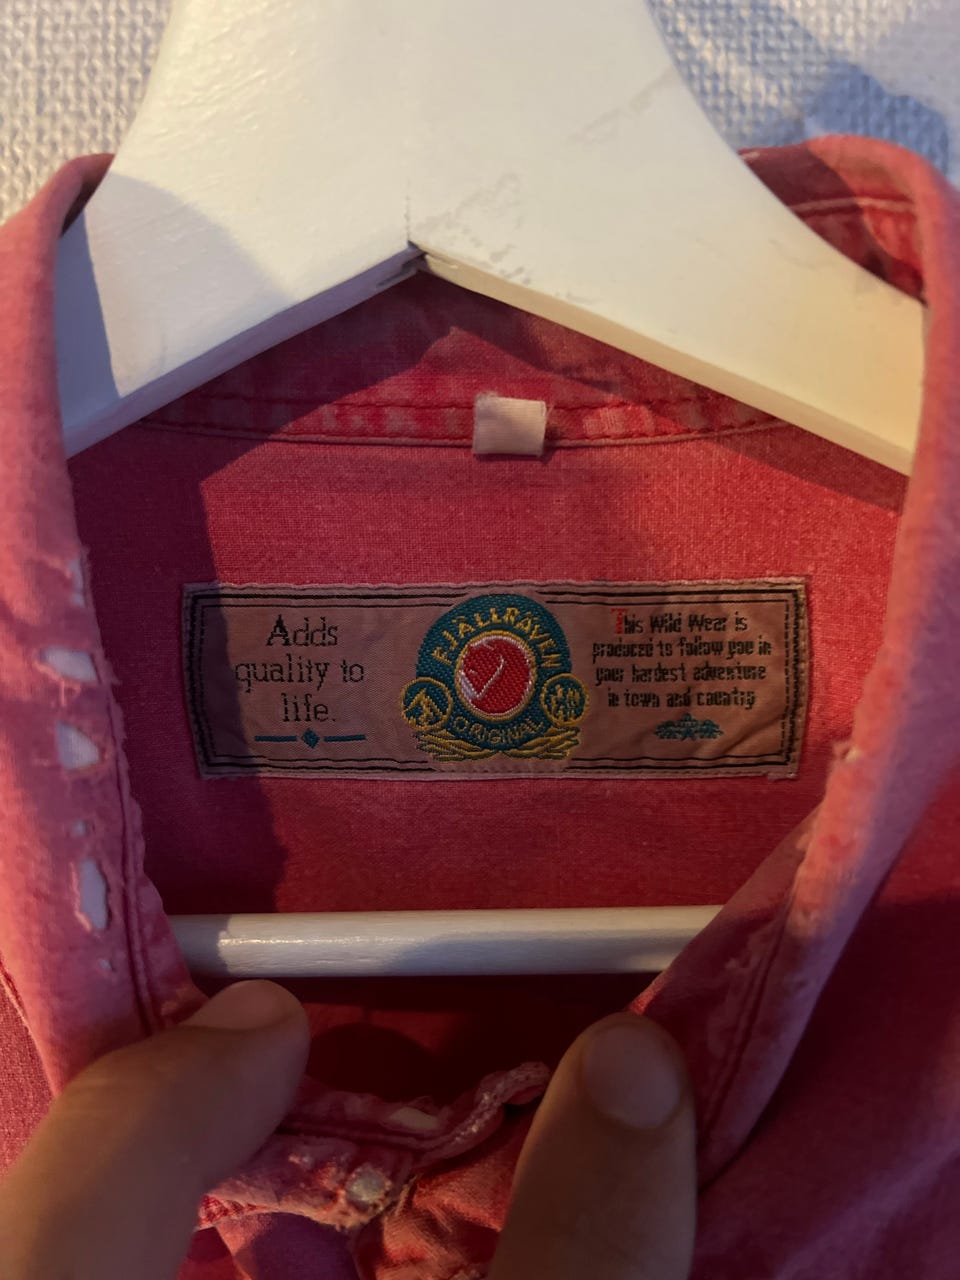 Adds
quality to
life.
FJÄLLRÄVEN
ORIGINAL
This Wild Wear is
produced to follow you in
your hardest adventure
in town and country